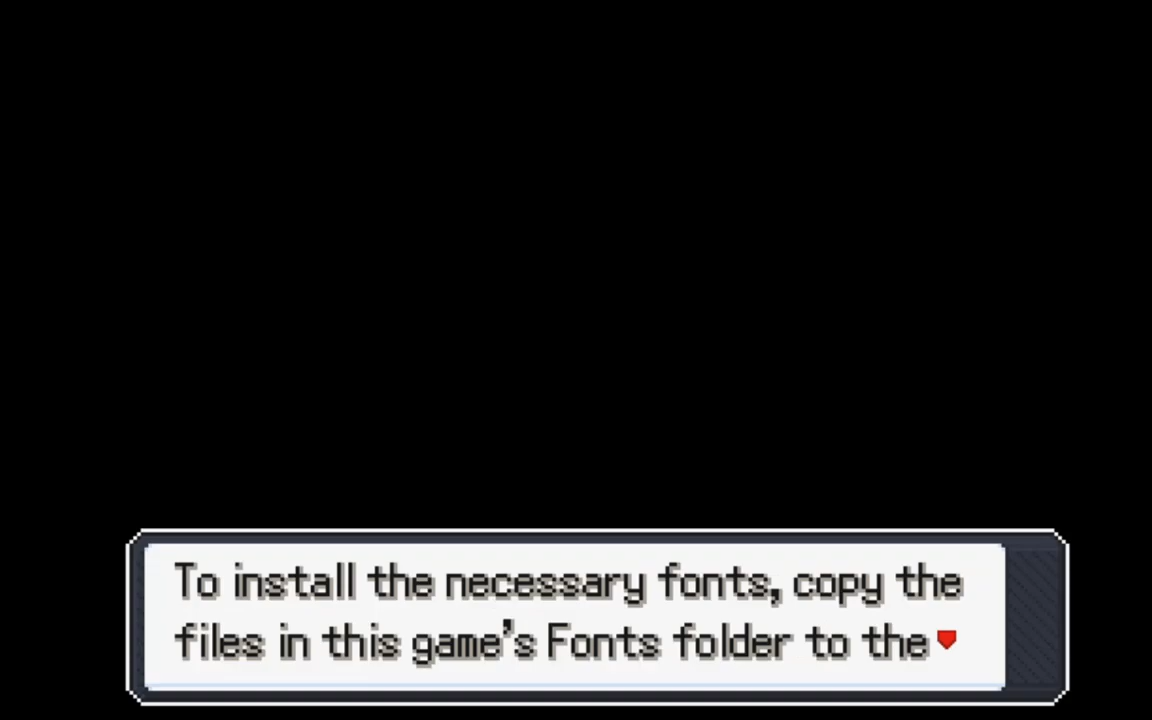 To install the necessary fonts, copy the
files in this game's Fonts folder to the